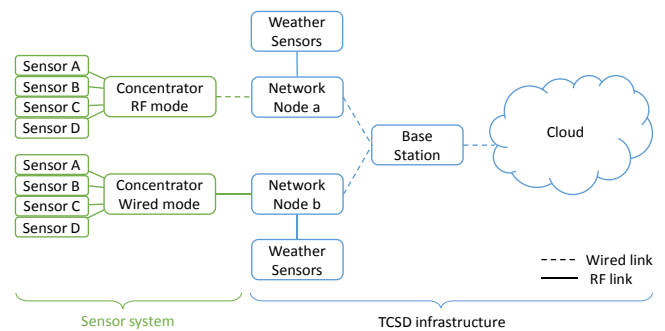 Weather
Sensors
Sensor A
Sensor B
Sensor C
Sensor D
Concentrator
RF mode
Network
Node a
Base
Station
Cloud
Sensor A
Sensor B
Sensor C
Sensor D
Concentrator
Wired mode
Network
Node b
Weather
Sensors
Wired link
RF link
Sensor system
TCSD infrastructure